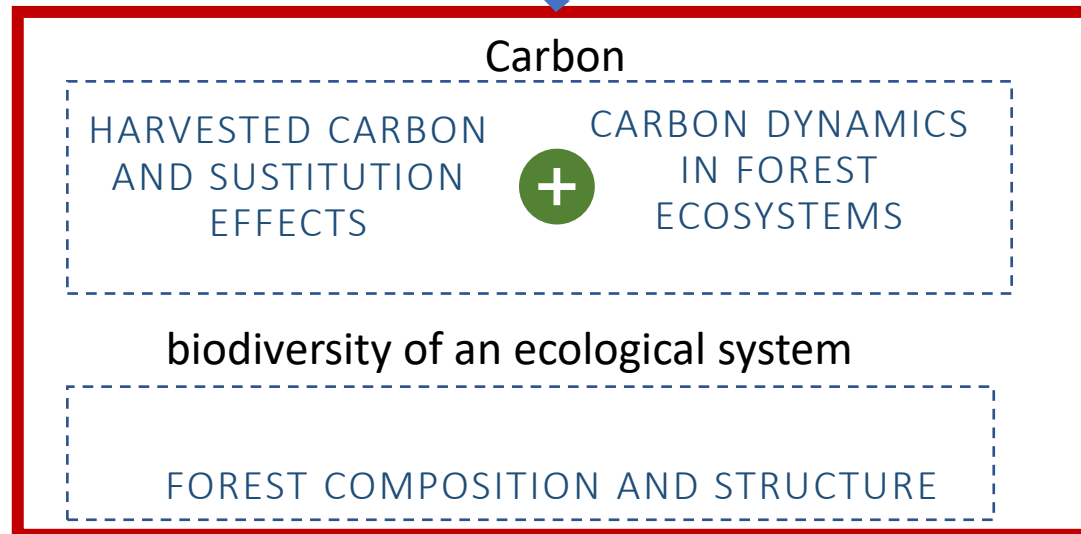 Carbon
HARVESTED CARBON
AND SUSTITUTION
EFFECTS
+
CARBON DYNAMICS
IN FOREST
ECOSYSTEMS
biodiversity of an ecological system
FOREST COMPOSITION AND STRUCTURE